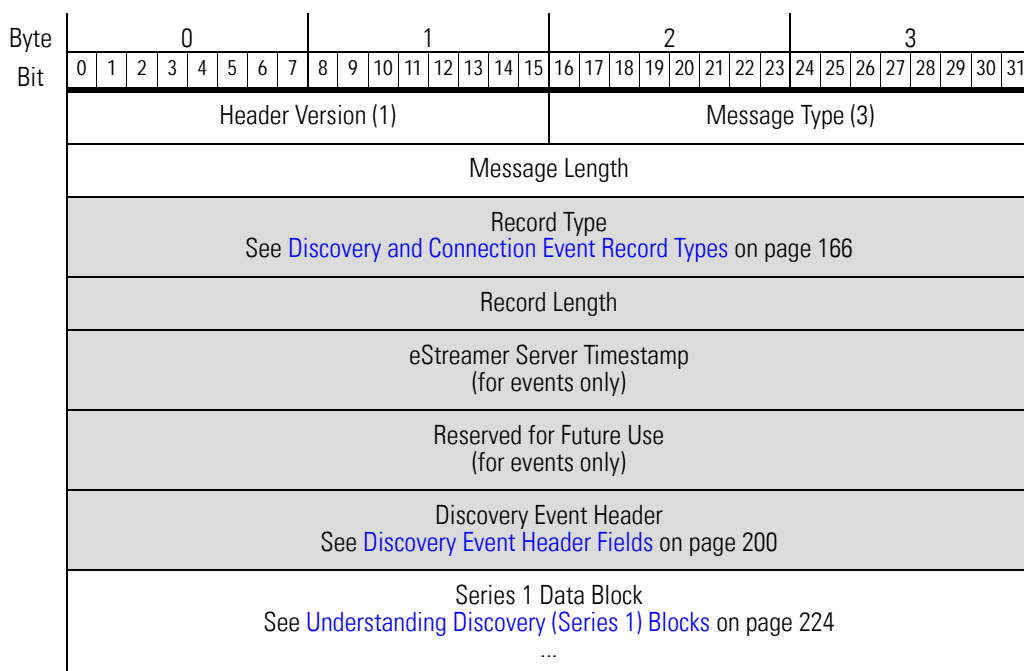 Byte 0 1 2 3
Bit 0 1 2 3 4 5 6 7 8 9 10 11 12 13 14 15 16 17 18 19 20 21 22 23 24 25 26 27 28 29 30 31
Header Version (1) Message Type (3)
Message Length
Record Type
See Discovery and Connection Event Record Types on page 166
Record Length
eStreamer Server Timestamp
(for events only)
Reserved for Future Use
(for events only)
Discovery Event Header
See Discovery Event Header Fields on page 200
Series 1 Data Block
See Understanding Discovery (Series 1) Blocks on page 224
...